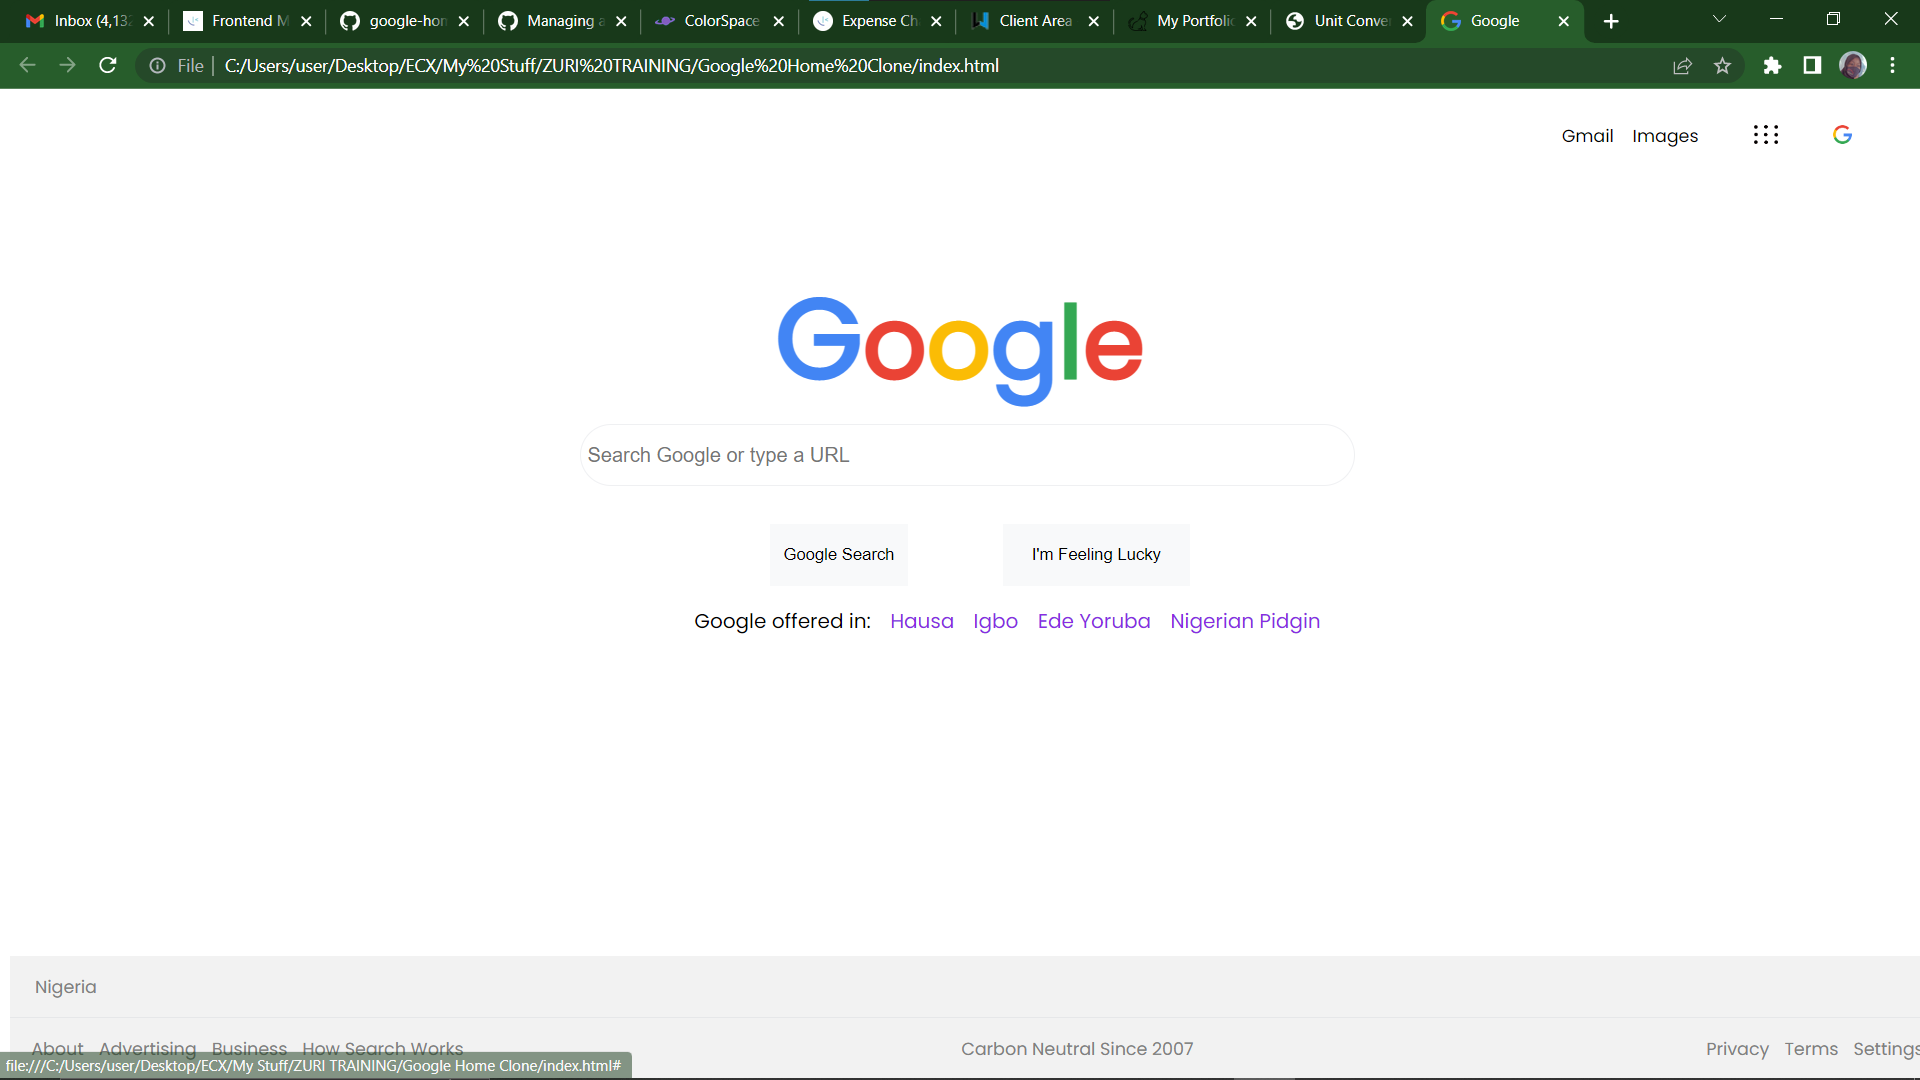 Inbox (4,132 Frontend M google-hom Managing a ColorSpace Expense Ch Client Area My Portfolio Unit Conver Google
File C:/Users/user/Desktop/ECX/My%20Stuff/ZURI%20TRAINING/Google%20Home%20Clone/index.html
Gmail Images
Google
Search Google or type a URL
Google Search I'm Feeling Lucky
Google offered in: Hausa Igbo Ede Yoruba Nigerian Pidgin
Nigeria
About Advertising Business How Search Works Carbon Neutral Since 2007 Privacy Terms Settings
file:///C:/Users/user/Desktop/ECX/My Stuff/ZURI TRAINING/Google Home Clone/index.html#